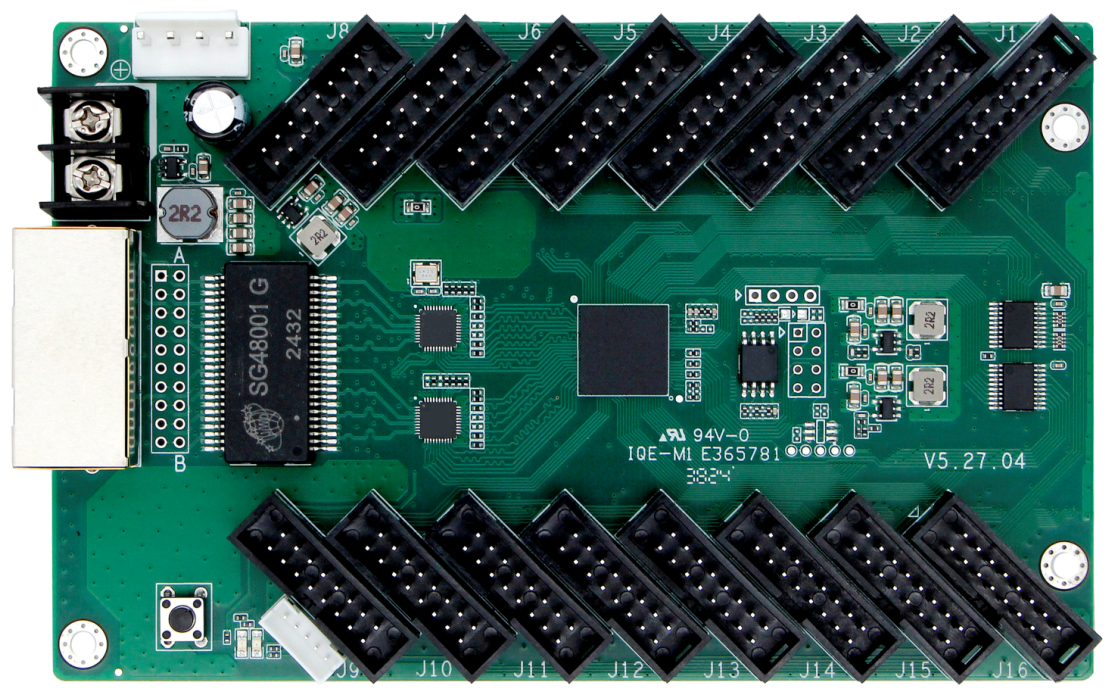 J8 J7 J6 J5 J4 J3 J2 J1
2R2
2R2
A
SG48001 G
2432
2R2
2R2
B
94V-0
IQE-M1 E365781
3824
V5.27.04
J9 J10 J11 J12 J13 J14 J15 J16